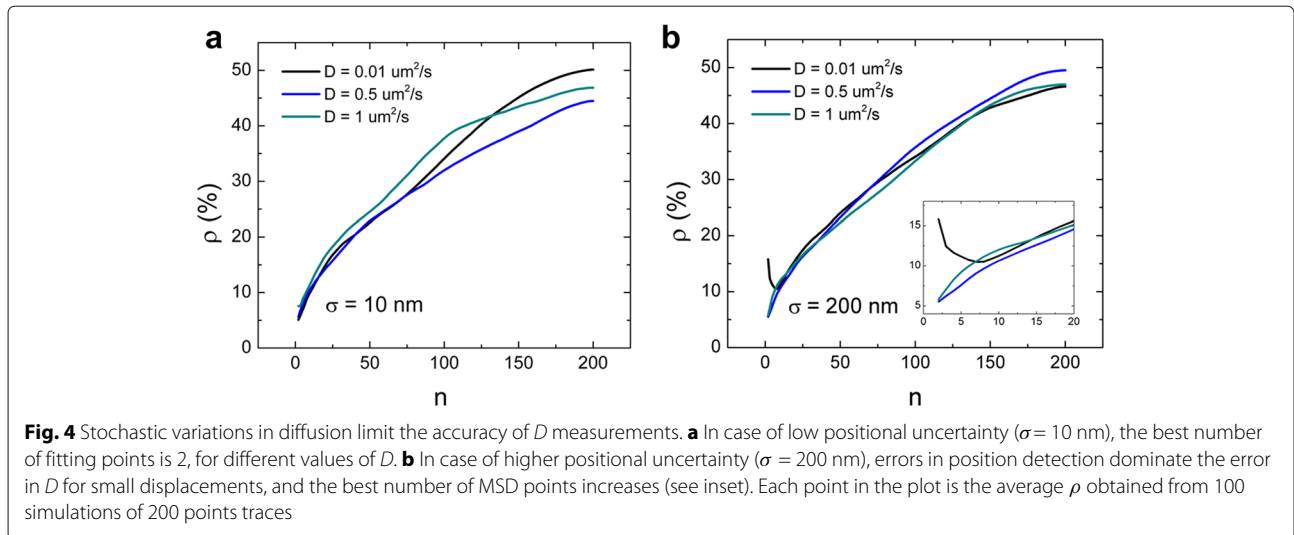 a
D = 0.01 um²/s
D = 0.5 um²/s
D = 1 um²/s
50
40
30
20
10
0
ρ (%)
σ = 10 nm
0 50 100 150 200
n
b
D = 0.01 um²/s
D = 0.5 um²/s
D = 1 um²/s
50
40
30
20
10
0
ρ (%)
σ = 200 nm
15
10
5
0 5 10 15 20
0 50 100 150 200
n
Fig. 4 Stochastic variations in diffusion limit the accuracy of D measurements. a In case of low positional uncertainty (σ= 10 nm), the best number
of fitting points is 2, for different values of D. b In case of higher positional uncertainty (σ = 200 nm), errors in position detection dominate the error
in D for small displacements, and the best number of MSD points increases (see inset). Each point in the plot is the average ρ obtained from 100
simulations of 200 points traces